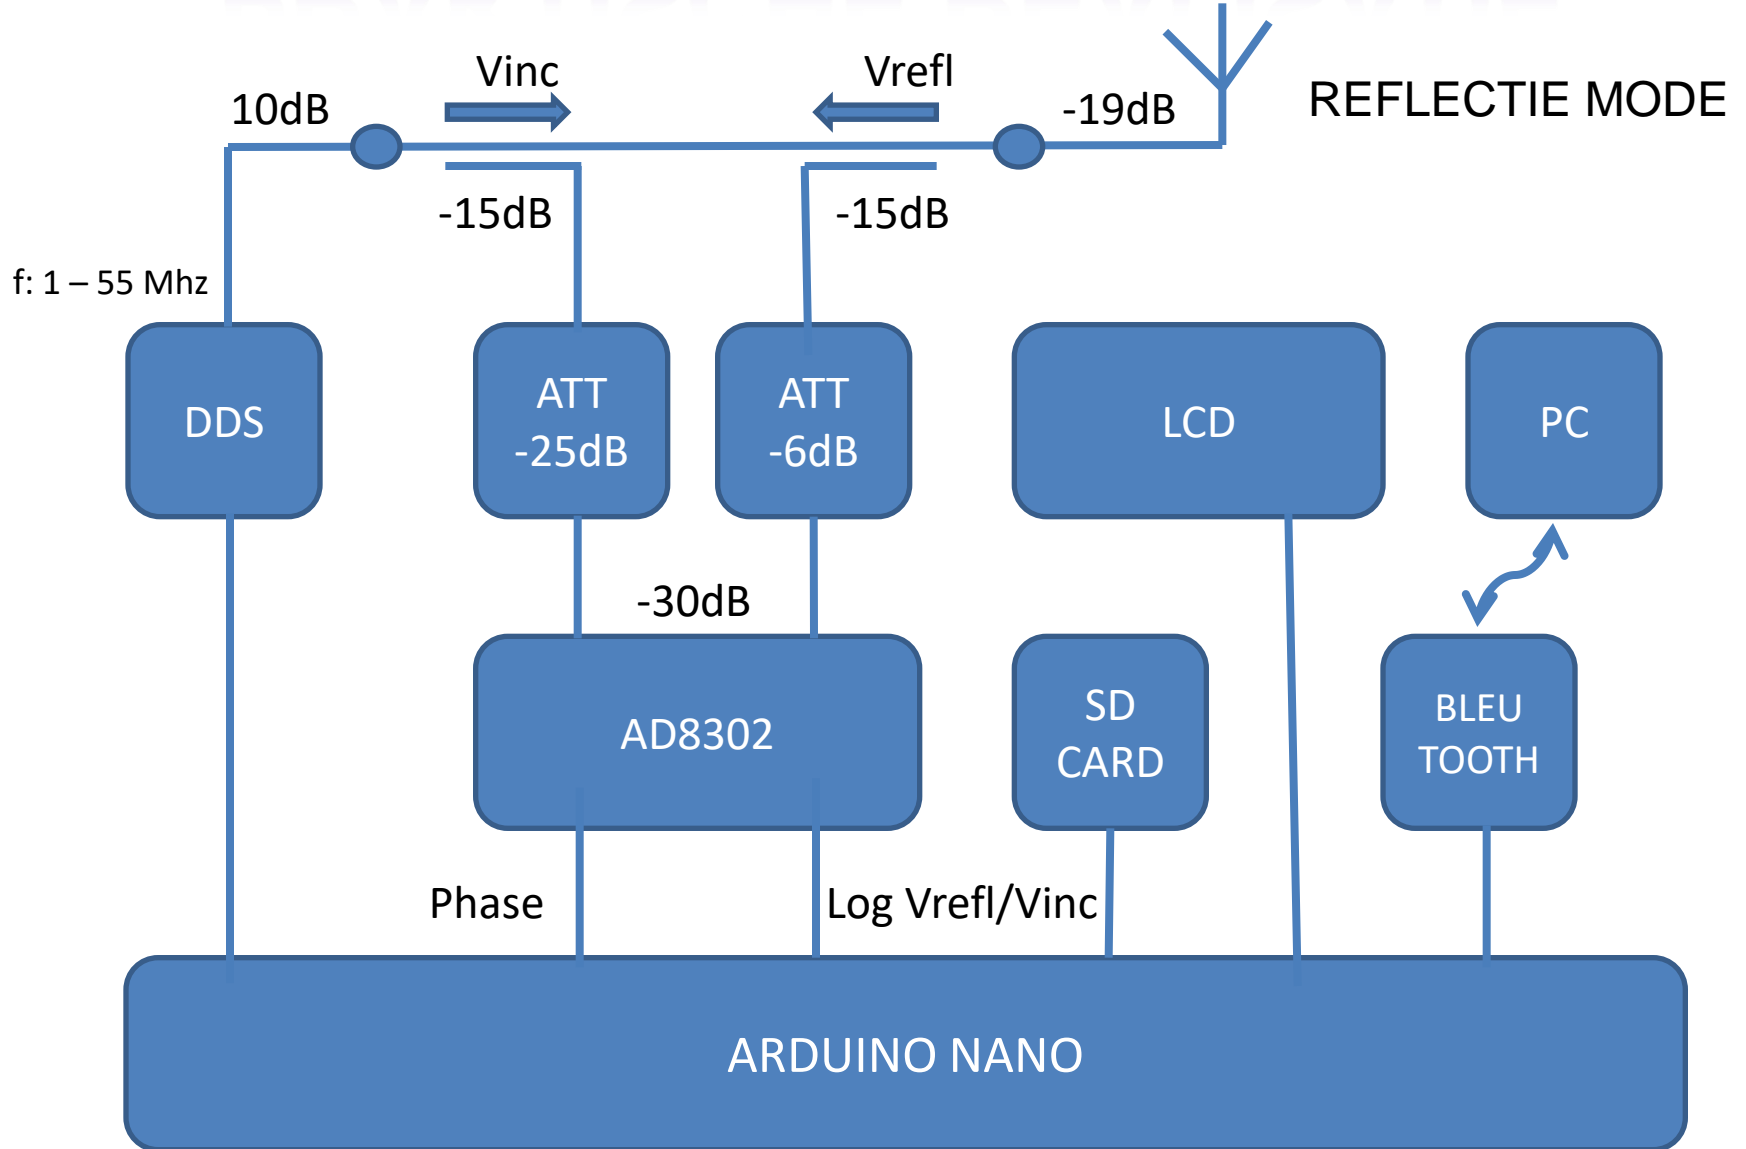 Vinc
Vrefl
10dB
-19dB
REFLECTIE MODE
-15dB
-15dB
f: 1 – 55 Mhz
DDS
ATT
-25dB
ATT
-6dB
LCD
PC
-30dB
AD8302
SD
CARD
BLEU
TOOTH
Phase
Log Vrefl/Vinc
ARDUINO NANO